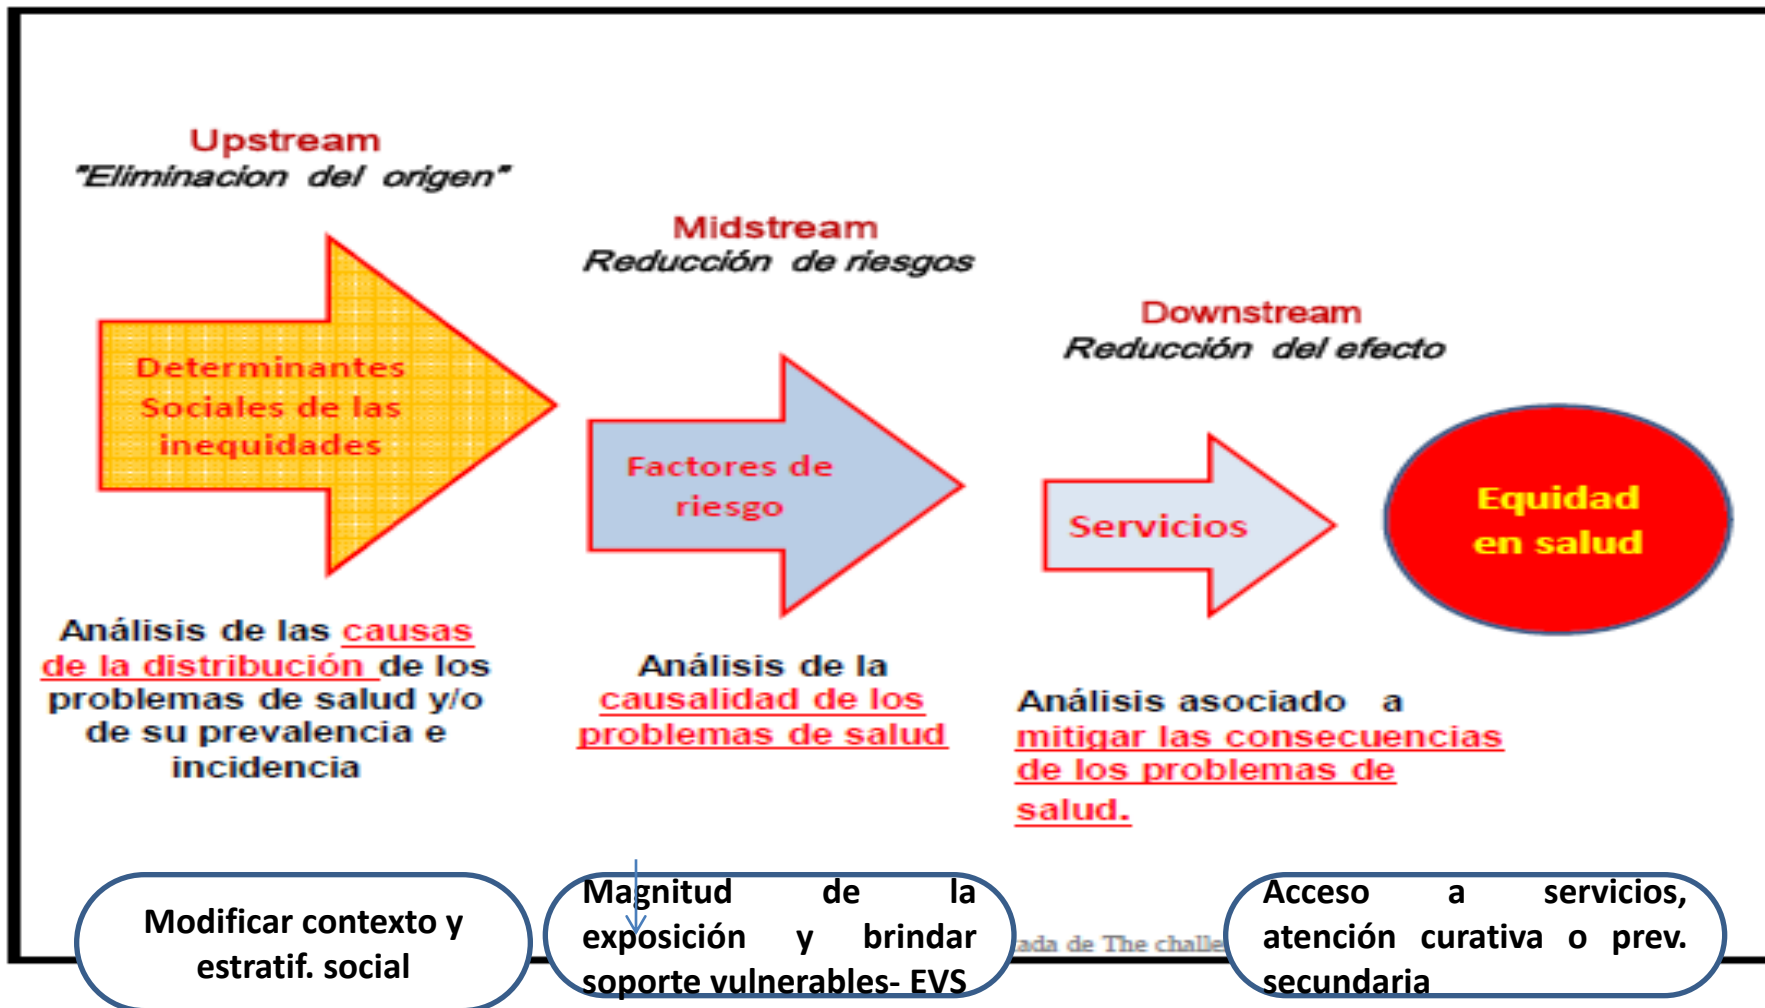 Upstream
"Eliminacion del origen"
Determinantes
Sociales de las
inequidades
Análisis de las causas
de la distribución de los
problemas de salud y/o
de su prevalencia e
incidencia
Modificar contexto y
estratif. social
Midstream
Reducción de riesgos
Factores de
riesgo
Análisis de la
causalidad de los
problemas de salud
Magnitud de la
exposición y brindar
soporte vulnerables- EVS
Downstream
Reducción del efecto
Servicios
Análisis asociado a
mitigar las consecuencias
de los problemas de
salud.
Acceso a servicios,
atención curativa o prev.
secundaria
Equidad
en salud
de The